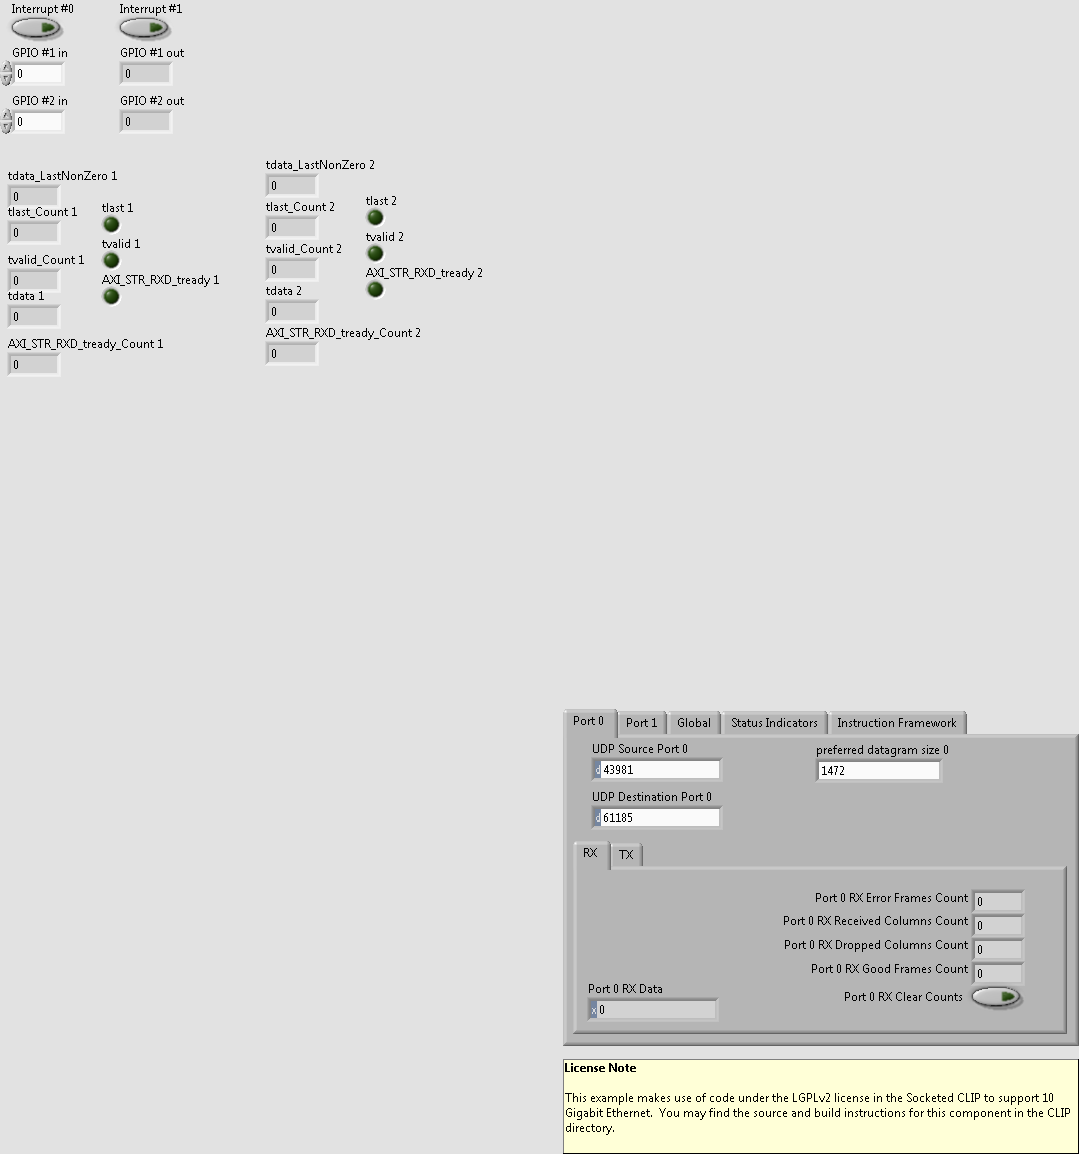 Interrupt #0
Interrupt #1
GPIO #1 in
GPIO #1 out
0
0
GPIO #2 in
GPIO #2 out
0
0
tdata_LastNonZero 1
0
tlast_Count 1
0
tvalid_Count 1
0
tdata 1
0
AXI_STR_RXD_tready_Count 1
0
tlast 1
tvalid 1
AXI_STR_RXD_tready 1
tdata_LastNonZero 2
0
tlast_Count 2
0
tvalid_Count 2
0
tdata 2
0
AXI_STR_RXD_tready_Count 2
0
tlast 2
tvalid 2
AXI_STR_RXD_tready 2
Port 0
Port 1
Global
Status Indicators
Instruction Framework
UDP Source Port 0
d 43981
preferred datagram size 0
1472
UDP Destination Port 0
d 61185
RX
TX
Port 0 RX Error Frames Count
0
Port 0 RX Received Columns Count
0
Port 0 RX Dropped Columns Count
0
Port 0 RX Good Frames Count
0
Port 0 RX Clear Counts
Port 0 RX Data
x 0
License Note
This example makes use of code under the LGPLv2 license in the Socketed CLIP to support 10
Gigabit Ethernet. You may find the source and build instructions for this component in the CLIP
directory.